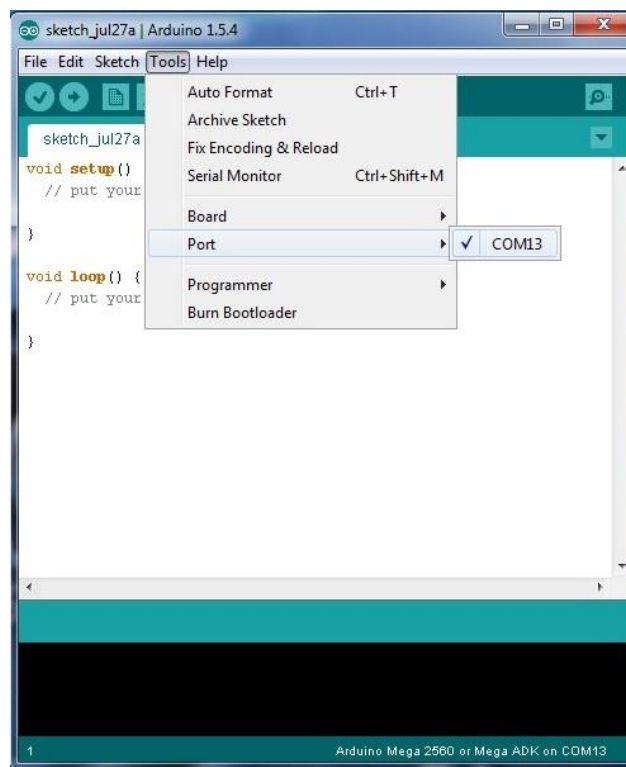 sketch_jul27a | Arduino 1.5.4
File Edit Sketch Tools Help
Auto Format Ctrl+T
Archive Sketch
Fix Encoding & Reload
Serial Monitor Ctrl+Shift+M
Board
Port
COM13
Programmer
Burn Bootloader
sketch_jul27a
void setup()
// put your
}
void loop() {
// put your
}
1 Arduino Mega 2560 or Mega ADK on COM13